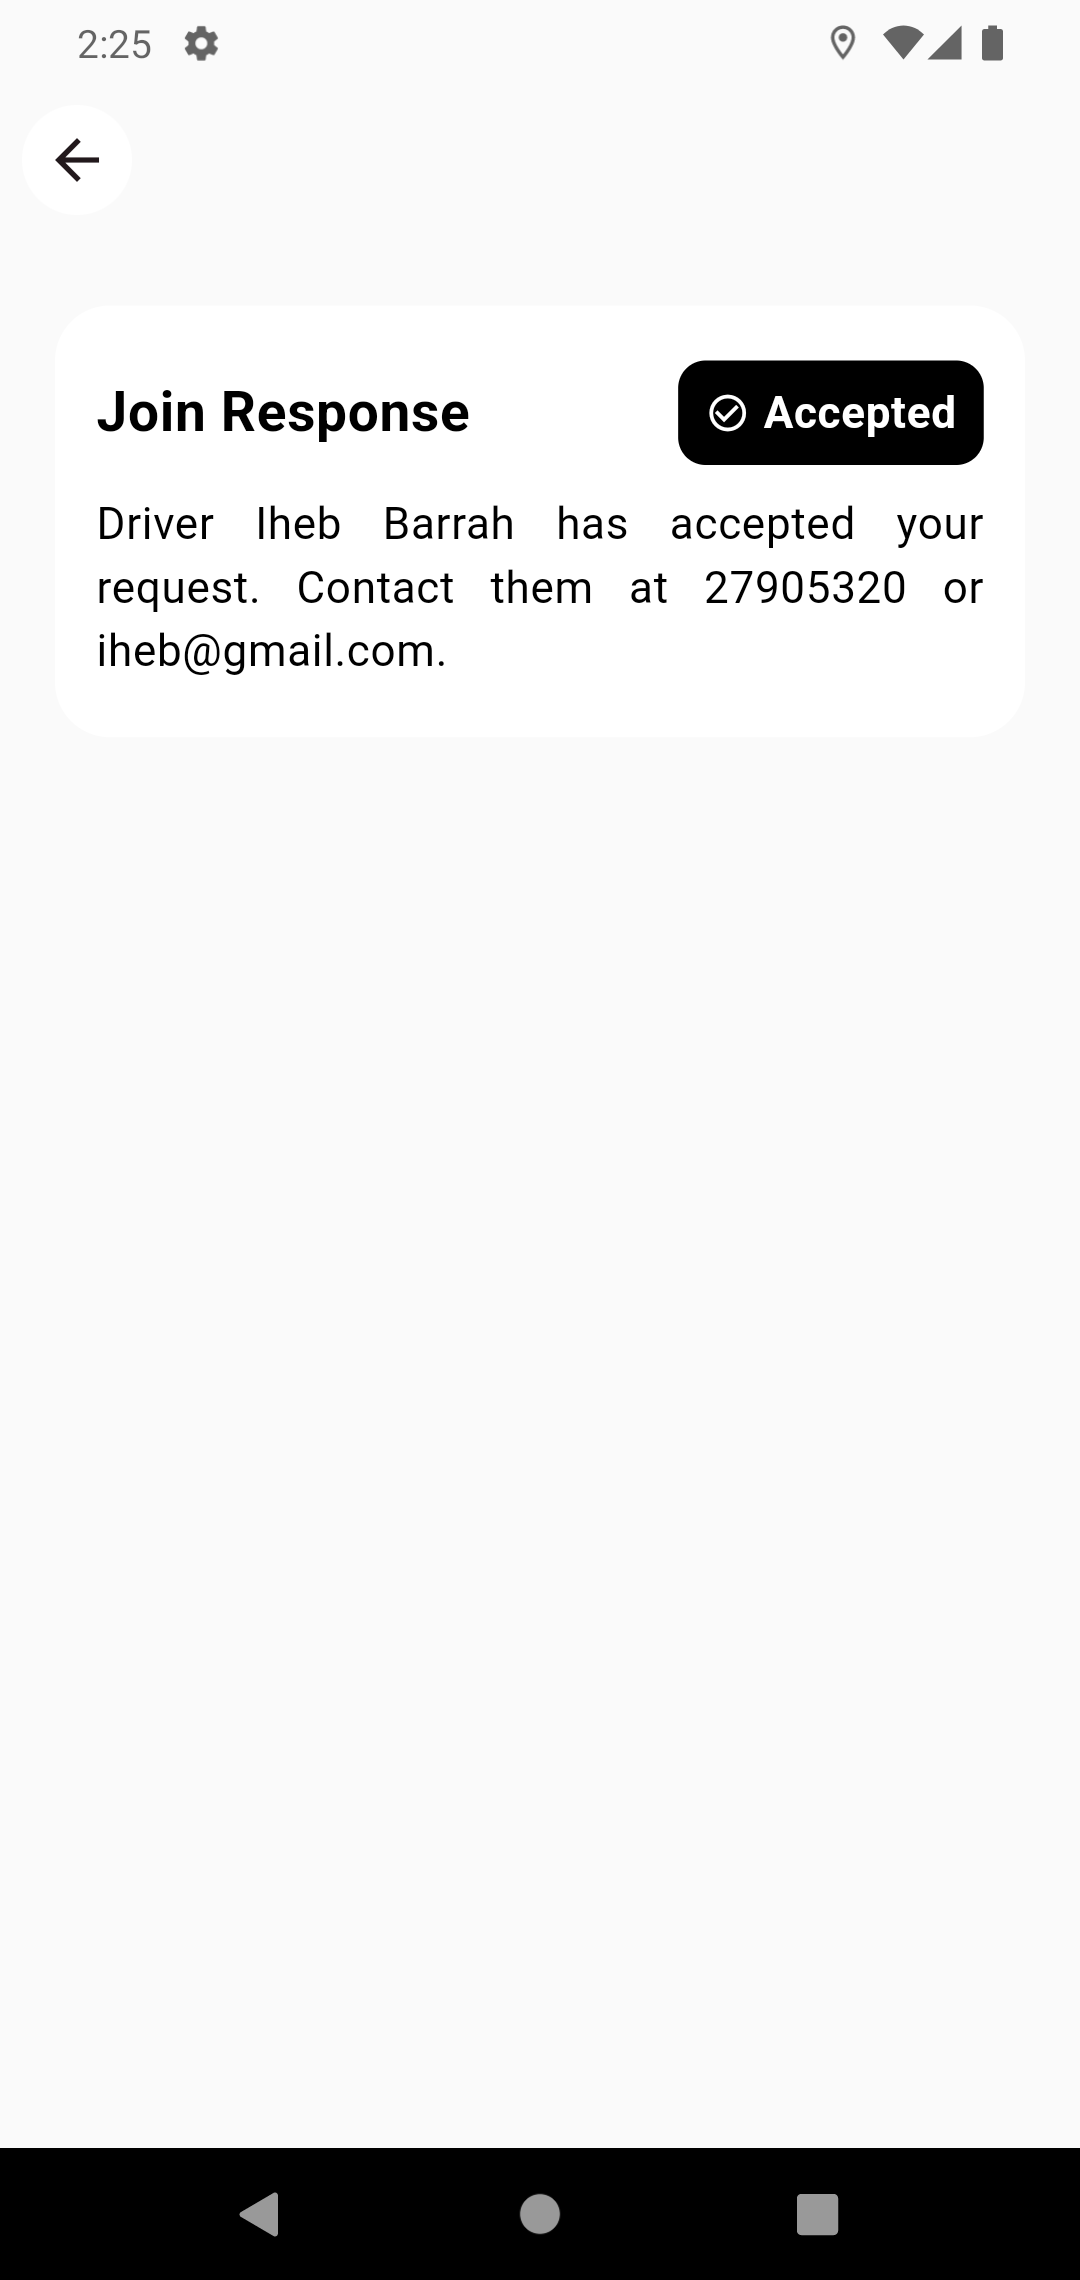 2:25
Join Response
Accepted
Driver Iheb Barrah has accepted your
request. Contact them at 27905320 or
iheb@gmail.com.